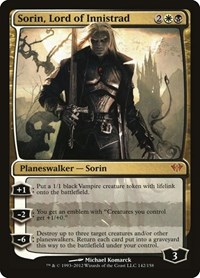 Sorin, Lord of Innistrad 2
Planeswalker — Sorin
+1: Put a 1/1 black Vampire creature token with lifelink
onto the battlefield.
−2: You get an emblem with "Creatures you control
get +1/+0."
−6: Destroy up to three target creatures and/or other
planeswalkers. Return each card put into a graveyard
this way to the battlefield under your control.
Michael Komarck
3
™ & © 1993–2012 Wizards of the Coast LLC 142/158